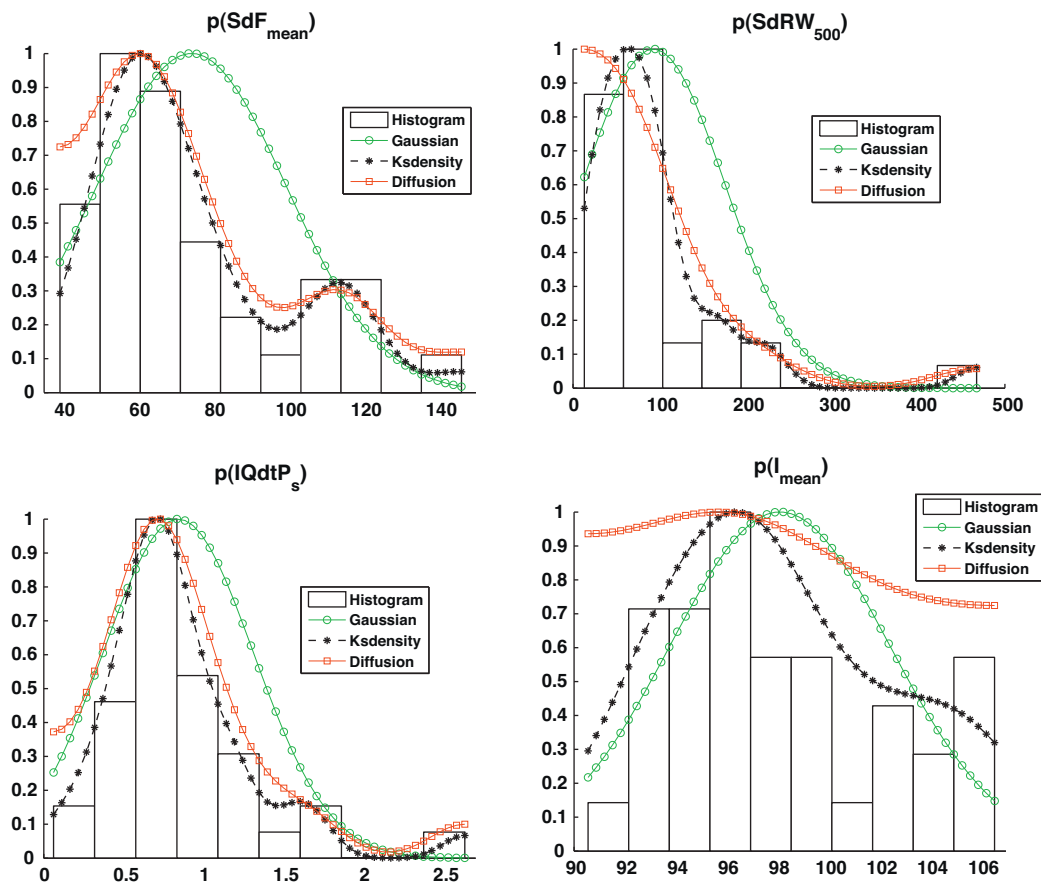 p(SdF_mean)
1
0.9
0.8
0.7
0.6
0.5
0.4
0.3
0.2
0.1
0
40 60 80 100 120 140
Histogram
Gaussian
Ksdensity
Diffusion
p(SdRW_500)
1
0.9
0.8
0.7
0.6
0.5
0.4
0.3
0.2
0.1
0
0 100 200 300 400 500
Histogram
Gaussian
Ksdensity
Diffusion
p(IQdtP_s)
1
0.9
0.8
0.7
0.6
0.5
0.4
0.3
0.2
0.1
0
0 0.5 1 1.5 2 2.5
Histogram
Gaussian
Ksdensity
Diffusion
p(I_mean)
1
0.9
0.8
0.7
0.6
0.5
0.4
0.3
0.2
0.1
0
90 92 94 96 98 100 102 104 106
Histogram
Gaussian
Ksdensity
Diffusion